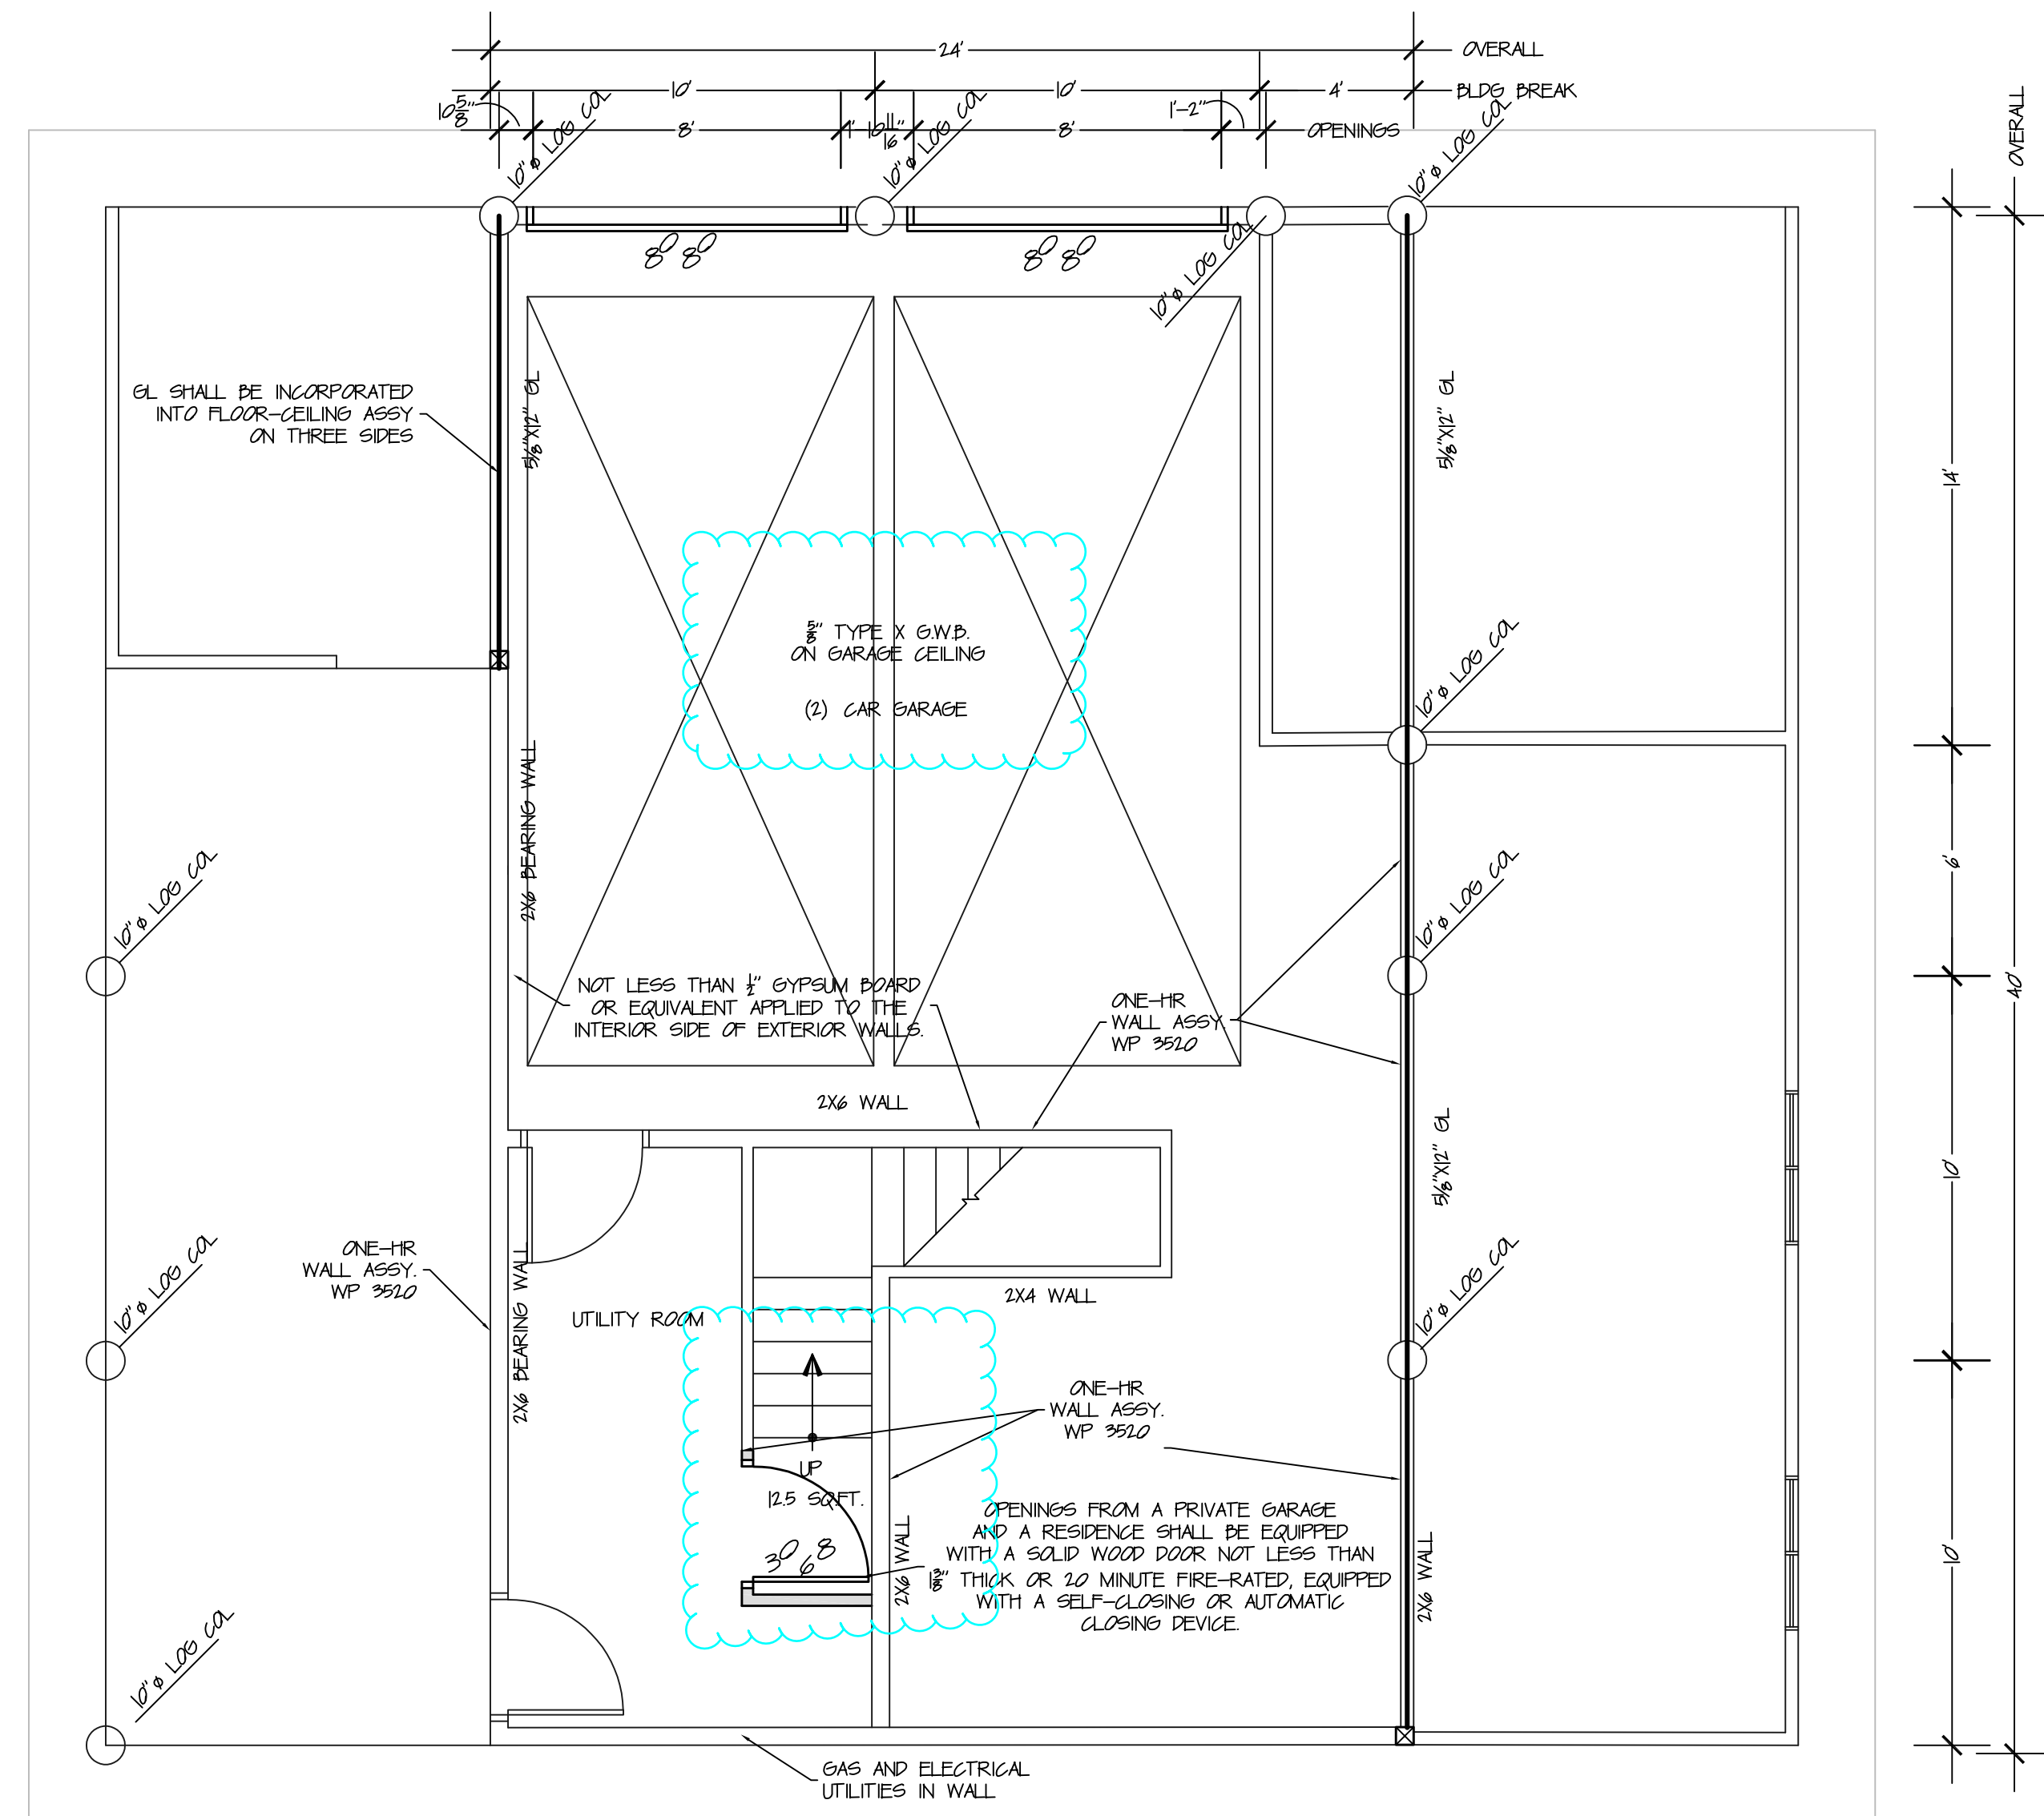 24'
OVERALL
10'
10'
4'
BLDG BREAK
10 5/8"
8'
1'-10 11/16"
8'
1'-2"
OPENINGS
OVERALL
10"ø LOG COL
10"ø LOG COL
10"ø LOG COL
10"ø LOG COL
8⁰ 8⁰
8⁰ 8⁰
GL SHALL BE INCORPORATED
INTO FLOOR-CEILING ASSY
ON THREE SIDES
5⅛"X12" GL
5⅛"X12" GL
14'
5/8" TYPE X G.W.B.
ON GARAGE CEILING
(2) CAR GARAGE
10"ø LOG COL
2X6 BEARING WALL
10"ø LOG COL
10"ø LOG COL
6'
NOT LESS THAN ½" GYPSUM BOARD
OR EQUIVALENT APPLIED TO THE
INTERIOR SIDE OF EXTERIOR WALLS.
ONE-HR
WALL ASSY.
WP 3520
40'
2X6 WALL
5⅛"X12" GL
10'
ONE-HR
WALL ASSY.
WP 3520
10"ø LOG COL
2X6 BEARING WALL
UTILITY ROOM
2X4 WALL
10"ø LOG COL
ONE-HR
WALL ASSY.
WP 3520
UP
12.5 SQ.FT.
3⁰ 6⁸
2X6 WALL
OPENINGS FROM A PRIVATE GARAGE
AND A RESIDENCE SHALL BE EQUIPPED
WITH A SOLID WOOD DOOR NOT LESS THAN
1 3/8" THICK OR 20 MINUTE FIRE-RATED, EQUIPPED
WITH A SELF-CLOSING OR AUTOMATIC
CLOSING DEVICE.
2X6 WALL
10'
10"ø LOG COL
GAS AND ELECTRICAL
UTILITIES IN WALL